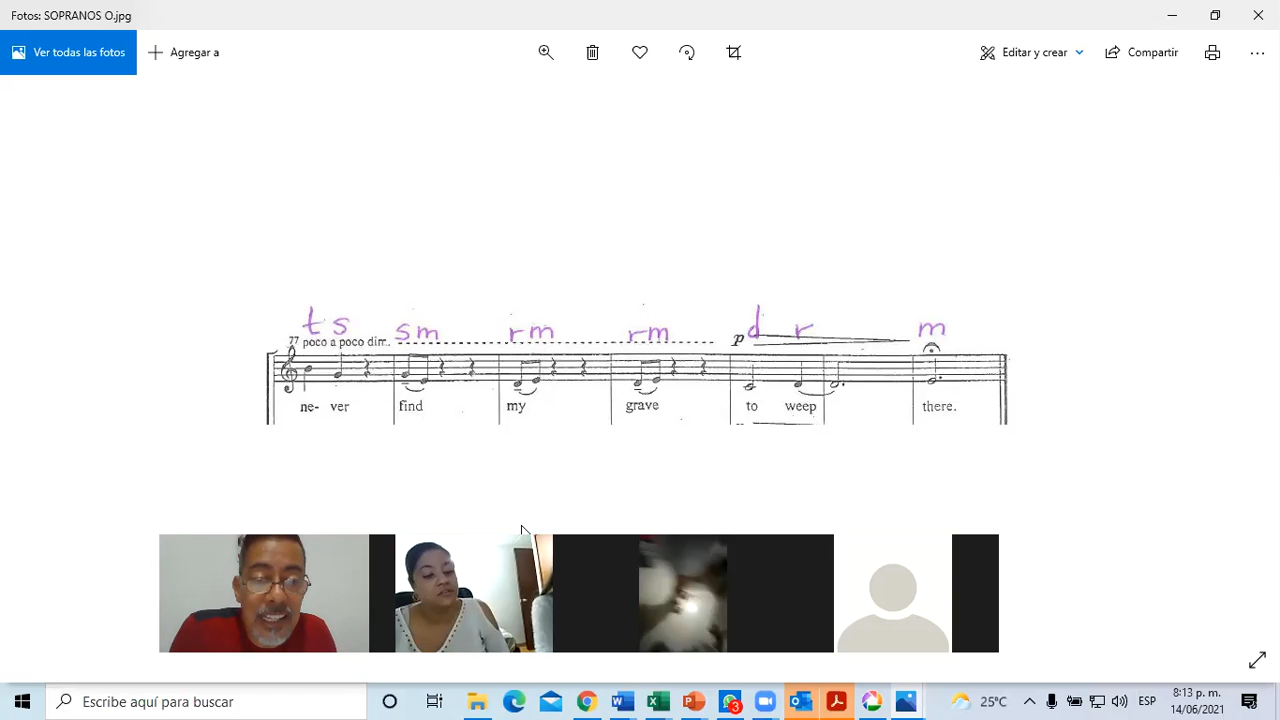 Fotos: SOPRANOS O.jpg
Ver todas las fotos
Agregar a
Editar y crear
Compartir
t s s m r m r m d r m
77 poco a poco dim. p
ne- ver find my grave to weep there.
Escribe aquí para buscar
3
25°C
ESP
8:13 p. m.
14/06/2021